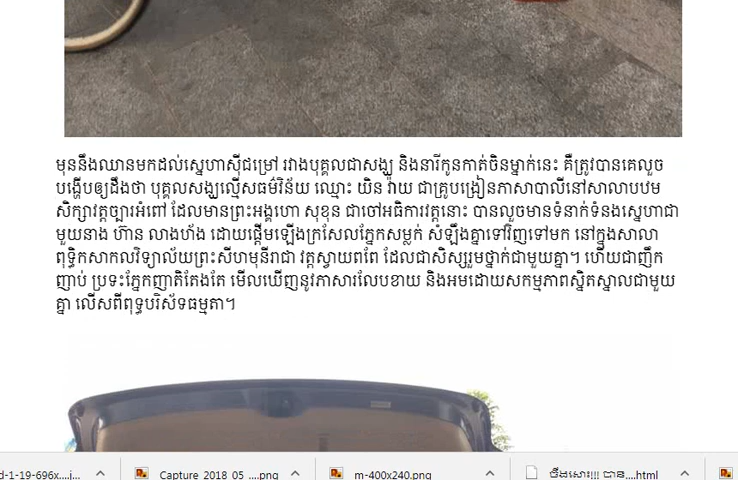 មុននឹងឈានមកដល់ស្នេហាស៊ីជម្រៅ រវាងបុគ្គលជាសង្ឃ និងនារីកូនកាត់ចិនម្នាក់នេះ គឺត្រូវបានគេលួច
បង្ហើបឲ្យដឹងថា បុគ្គលសង្ឃល្មើសធម៌វិន័យ ឈ្មោះ យិន វ៉ាយ ជាគ្រូបង្រៀនភាសាបាលីនៅសាលាបឋម
សិក្សាវត្តច្បារអំពៅ ដែលមានព្រះអង្គហោ សុខុន ជាចៅអធិការវត្តនោះ បានលួចមានទំនាក់ទំនងស្នេហាជា
មួយនាង ហ៊ាន លាងហ័ង ដោយផ្តើមឡើងក្រសែលភ្នែកសម្លក់ សំឡឹងគ្នាទៅវិញទៅមក នៅក្នុងសាលា
ពុទ្ធិកសាកលវិទ្យាល័យព្រះសីហមុនីរាជា វត្តស្វាយពពែ ដែលជាសិស្សរួមថ្នាក់ជាមួយគ្នា។ ហើយជាញឹក
ញាប់ ប្រទះភ្នែកញាតិតែងតែ មើលឃើញនូវភាសារលែបខាយ និងអមដោយសកម្មភាពស្និតស្នាលជាមួយ
គ្នា លើសពីពុទ្ធបរិស័ទធម្មតា។
d-1-19-696x....j...
Capture_2018_05_....png
m-400x240.png
ចឹងសោះ!!! បាន....html